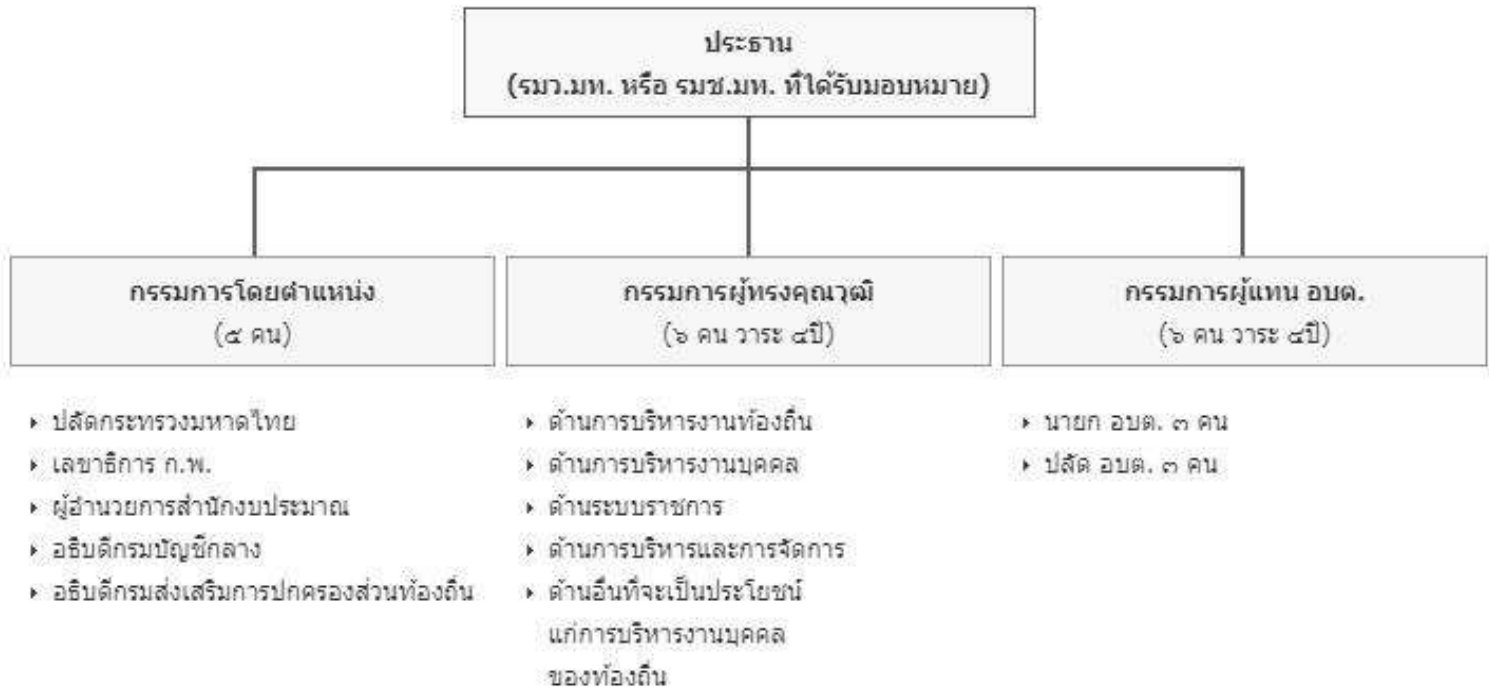 ประธาน
(รมว.มท. หรือ รมช.มท. ที่ได้รับมอบหมาย)
กรรมการโดยตำแหน่ง
(๕ คน)
‣ ปลัดกระทรวงมหาดไทย
‣ เลขาธิการ ก.พ.
‣ ผู้อำนวยการสำนักงบประมาณ
‣ อธิบดีกรมบัญชีกลาง
‣ อธิบดีกรมส่งเสริมการปกครองส่วนท้องถิ่น
กรรมการผู้ทรงคุณวุฒิ
(๖ คน วาระ ๔ปี)
‣ ด้านการบริหารงานท้องถิ่น
‣ ด้านการบริหารงานบุคคล
‣ ด้านระบบราชการ
‣ ด้านการบริหารและการจัดการ
‣ ด้านอื่นที่จะเป็นประโยชน์
แก่การบริหารงานบุคคล
ของท้องถิ่น
กรรมการผู้แทน อบต.
(๖ คน วาระ ๔ปี)
‣ นายก อบต. ๓ คน
‣ ปลัด อบต. ๓ คน